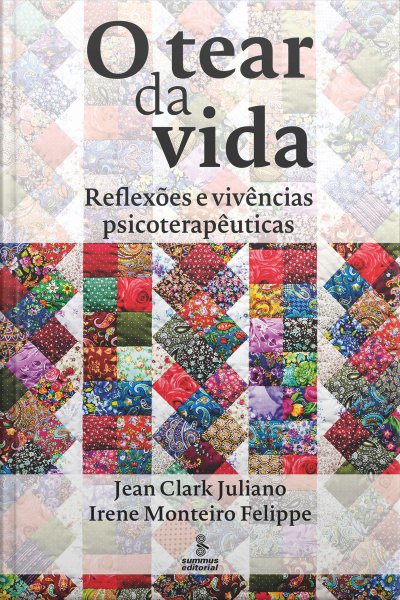 O tear
da
vida
Reflexões e vivências
psicoterapêuticas
Jean Clark Juliano
Irene Monteiro Felippe
summus
editorial